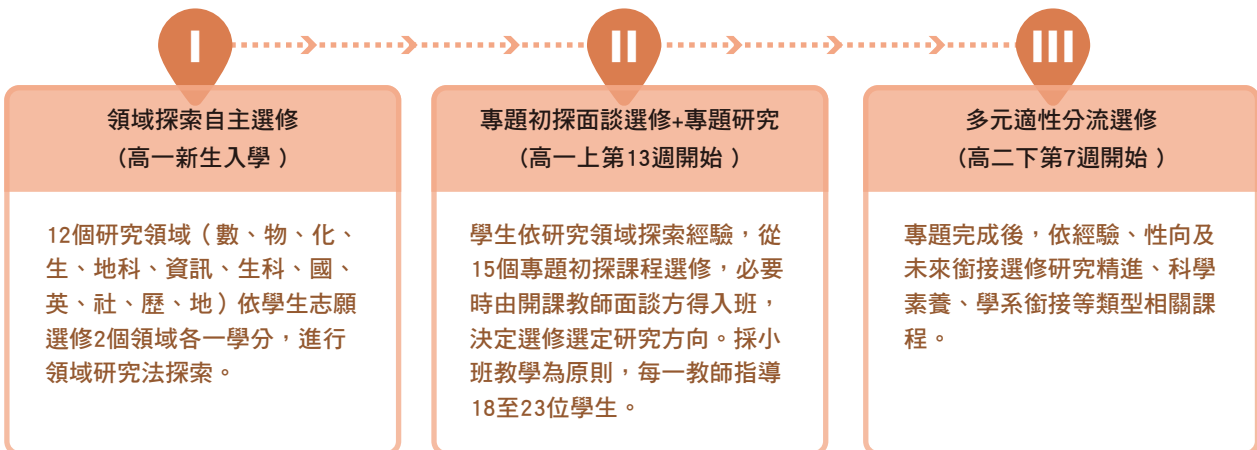 I
II
III
領域探索自主選修
(高一新生入學 )
12個研究領域(數、物、化、
生、地科、資訊、生科、國、
英、社、歷、地)依學生志願
選修2個領域各一學分,進行
領域研究法探索。
專題初探面談選修+專題研究
(高一上第13週開始 )
學生依研究領域探索經驗,從
15個專題初探課程選修,必要
時由開課教師面談方得入班,
決定選修選定研究方向。採小
班教學為原則,每一教師指導
18至23位學生。
多元適性分流選修
(高二下第7週開始 )
專題完成後,依經驗、性向及
未來銜接選修研究精進、科學
素養、學系銜接等類型相關課
程。